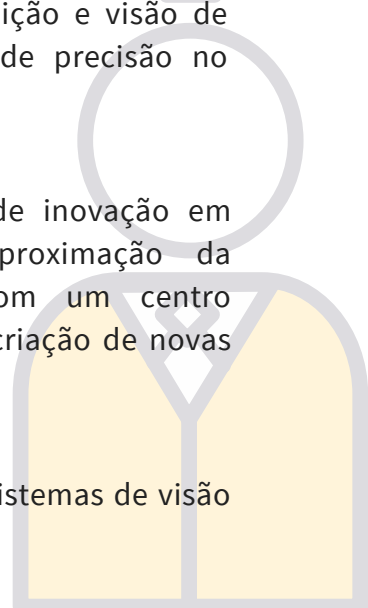 ição e visão de
de precisão no
de inovação em
proximação da
om um centro
criação de novas
istemas de visão